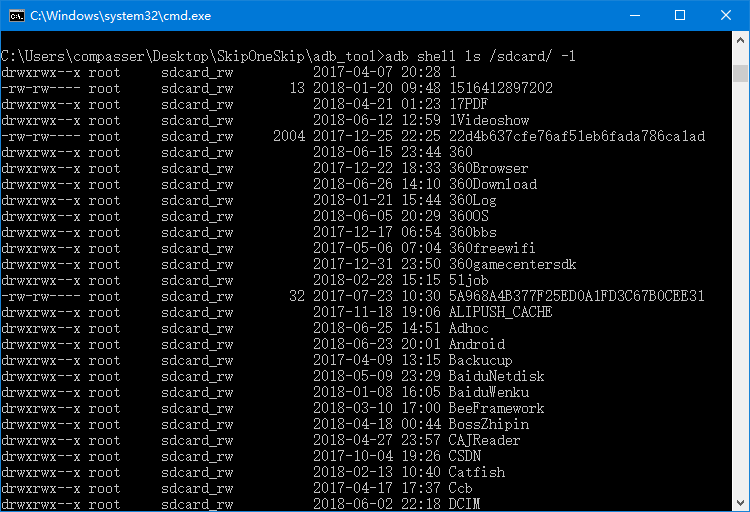 C:\Windows\system32\cmd.exe
C:\Users\compasser\Desktop\SkipOneSkip\adb_tool>adb shell ls /sdcard/ -l
drwxrwx--x root     sdcard_rw          2017-04-07 20:28 1
-rw-rw---- root     sdcard_rw       13 2018-01-20 09:48 1516412897202
drwxrwx--x root     sdcard_rw          2018-04-21 01:23 17PDF
drwxrwx--x root     sdcard_rw          2018-06-12 12:59 1Videoshow
-rw-rw---- root     sdcard_rw     2004 2017-12-25 22:25 22d4b637cfe76af51eb6fada786ca1ad
drwxrwx--x root     sdcard_rw          2018-06-15 23:44 360
drwxrwx--x root     sdcard_rw          2017-12-22 18:33 360Browser
drwxrwx--x root     sdcard_rw          2018-06-26 14:10 360Download
drwxrwx--x root     sdcard_rw          2018-01-21 15:44 360Log
drwxrwx--x root     sdcard_rw          2018-06-05 20:29 360OS
drwxrwx--x root     sdcard_rw          2017-12-17 06:54 360bbs
drwxrwx--x root     sdcard_rw          2017-05-06 07:04 360freewifi
drwxrwx--x root     sdcard_rw          2017-12-31 23:50 360gamecentersdk
drwxrwx--x root     sdcard_rw          2018-02-28 15:15 51job
-rw-rw---- root     sdcard_rw       32 2017-07-23 10:30 5A968A4B377F25ED0A1FD3C67B0CEE31
drwxrwx--x root     sdcard_rw          2017-11-18 19:06 ALIPUSH_CACHE
drwxrwx--x root     sdcard_rw          2018-06-25 14:51 Adhoc
drwxrwx--x root     sdcard_rw          2018-06-23 20:01 Android
drwxrwx--x root     sdcard_rw          2017-04-09 13:15 Backucup
drwxrwx--x root     sdcard_rw          2018-05-09 23:29 BaiduNetdisk
drwxrwx--x root     sdcard_rw          2018-01-08 16:05 BaiduWenku
drwxrwx--x root     sdcard_rw          2018-03-10 17:00 BeeFramework
drwxrwx--x root     sdcard_rw          2018-04-18 00:44 BossZhipin
drwxrwx--x root     sdcard_rw          2018-04-27 23:57 CAJReader
drwxrwx--x root     sdcard_rw          2017-10-04 19:26 CSDN
drwxrwx--x root     sdcard_rw          2018-02-13 10:40 Catfish
drwxrwx--x root     sdcard_rw          2017-04-17 17:37 Ccb
drwxrwx--x root     sdcard_rw          2018-06-02 22:18 DCIM